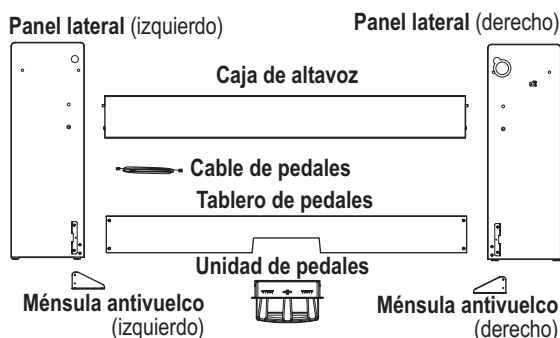 Panel lateral (izquierdo)
Panel lateral (derecho)
Caja de altavoz
Cable de pedales
Tablero de pedales
Unidad de pedales
Ménsula antivuelco
(izquierdo)
Ménsula antivuelco
(derecho)